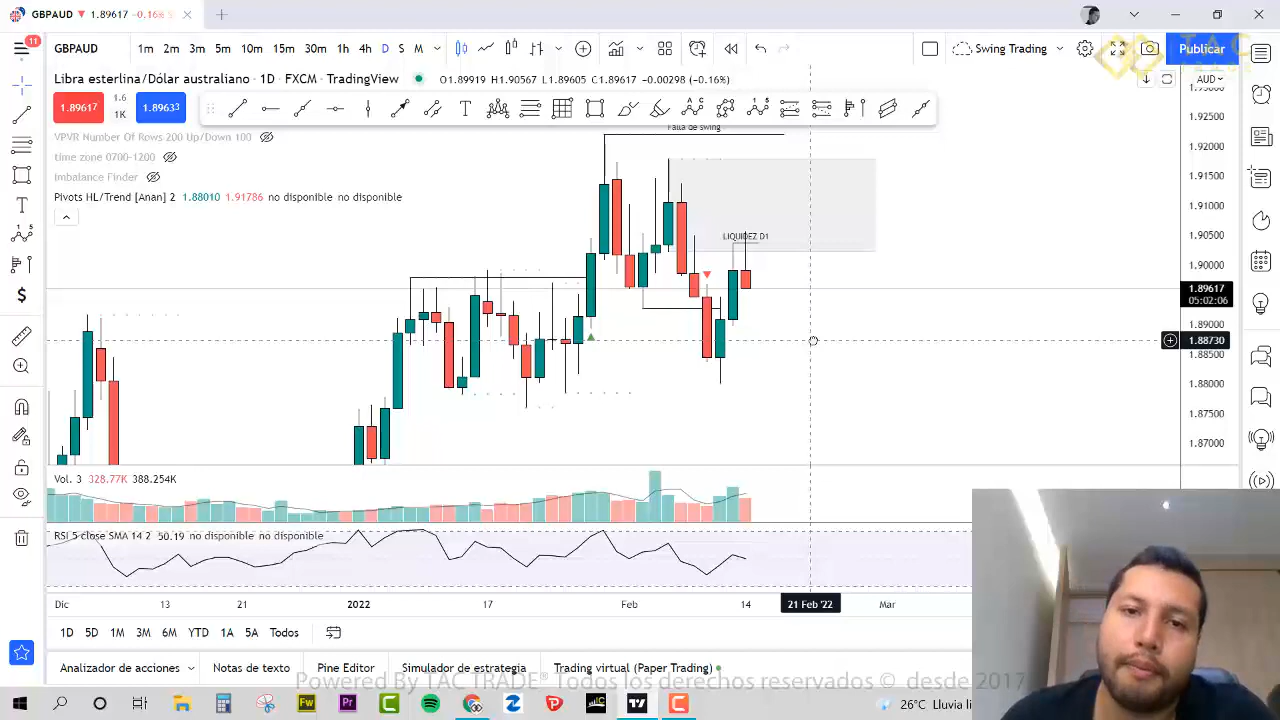 GBPAUD ▼ 1.89617 −0.16% S
11
GBPAUD 1m 2m 3m 5m 10m 15m 30m 1h 4h D S M Swing Trading Publicar
Libra esterlina/Dólar australiano · 1D · FXCM · TradingView
C1.89617 −0.00298 (−0.16%)
AUD
1.89617 1.6 1K 1.89633
VPVR Number Of Rows 200 Up/Down 100
time zone 0700-1200
Imbalance Finder
Pivots HL/Trend [Anan] 2 1.88010 1.91786 no disponible no disponible
Falla de swing
LIQUIDEZ D1
1.92500
1.92000
1.91500
1.91000
1.90500
1.90000
1.89617
05:02:06
1.89000
1.88730
1.88500
1.88000
1.87500
1.87000
Vol. 3 328.77K 388.254K
RSI 5 close SMA 14 2 50.19 no disponible no disponible
Dic 13 21 2022 17 Feb 14 21 Feb '22 Mar
1D 5D 1M 3M 6M YTD 1A 5A Todos
Analizador de acciones Notas de texto Pine Editor Simulador de estrategia Trading virtual (Paper Trading)
Powered By TAC TRADE® Todos los derechos reservados © desde 2017
26°C Lluvia li